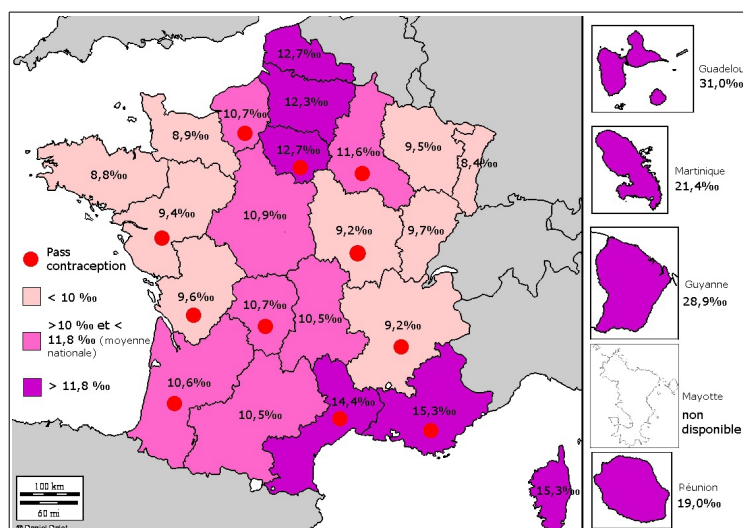 12,7‰
12,3‰
10,7‰
8,9‰
12,7‰
11,6‰
9,5‰
8,4‰
8,8‰
9,4‰
10,9‰
9,2‰
9,7‰
9,6‰
10,7‰
10,5‰
9,2‰
10,6‰
10,5‰
14,4‰
15,3‰
15,3‰
Pass
contraception
< 10 ‰
>10 ‰ et <
11,8 ‰ (moyenne
nationale)
> 11,8 ‰
100 km
60 mi
Guadelou
31,0‰
Martinique
21,4‰
Guyanne
28,9‰
Mayotte
non
disponible
Réunion
19,0‰